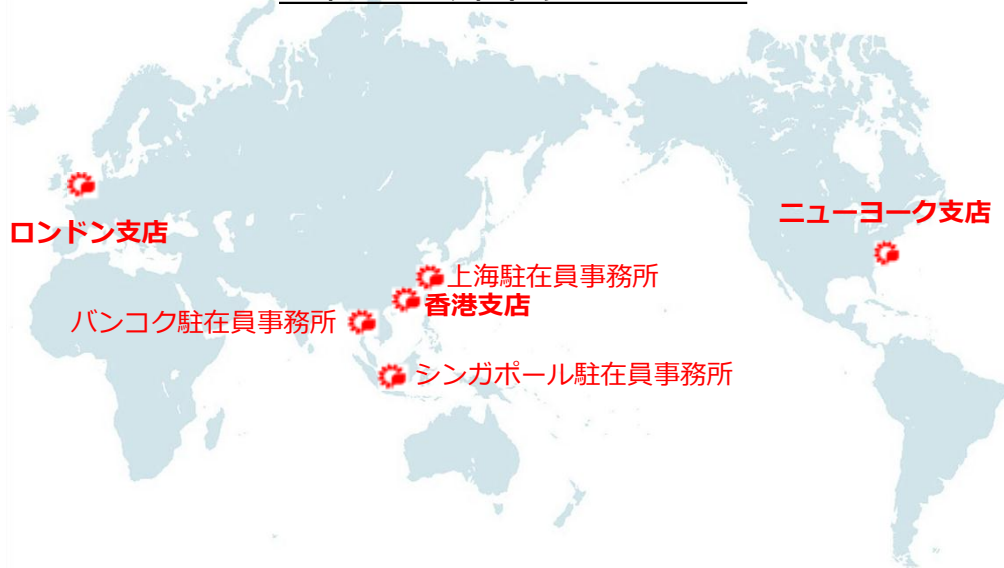 ロンドン支店
ニューヨーク支店
上海駐在員事務所
香港支店
バンコク駐在員事務所
シンガポール駐在員事務所